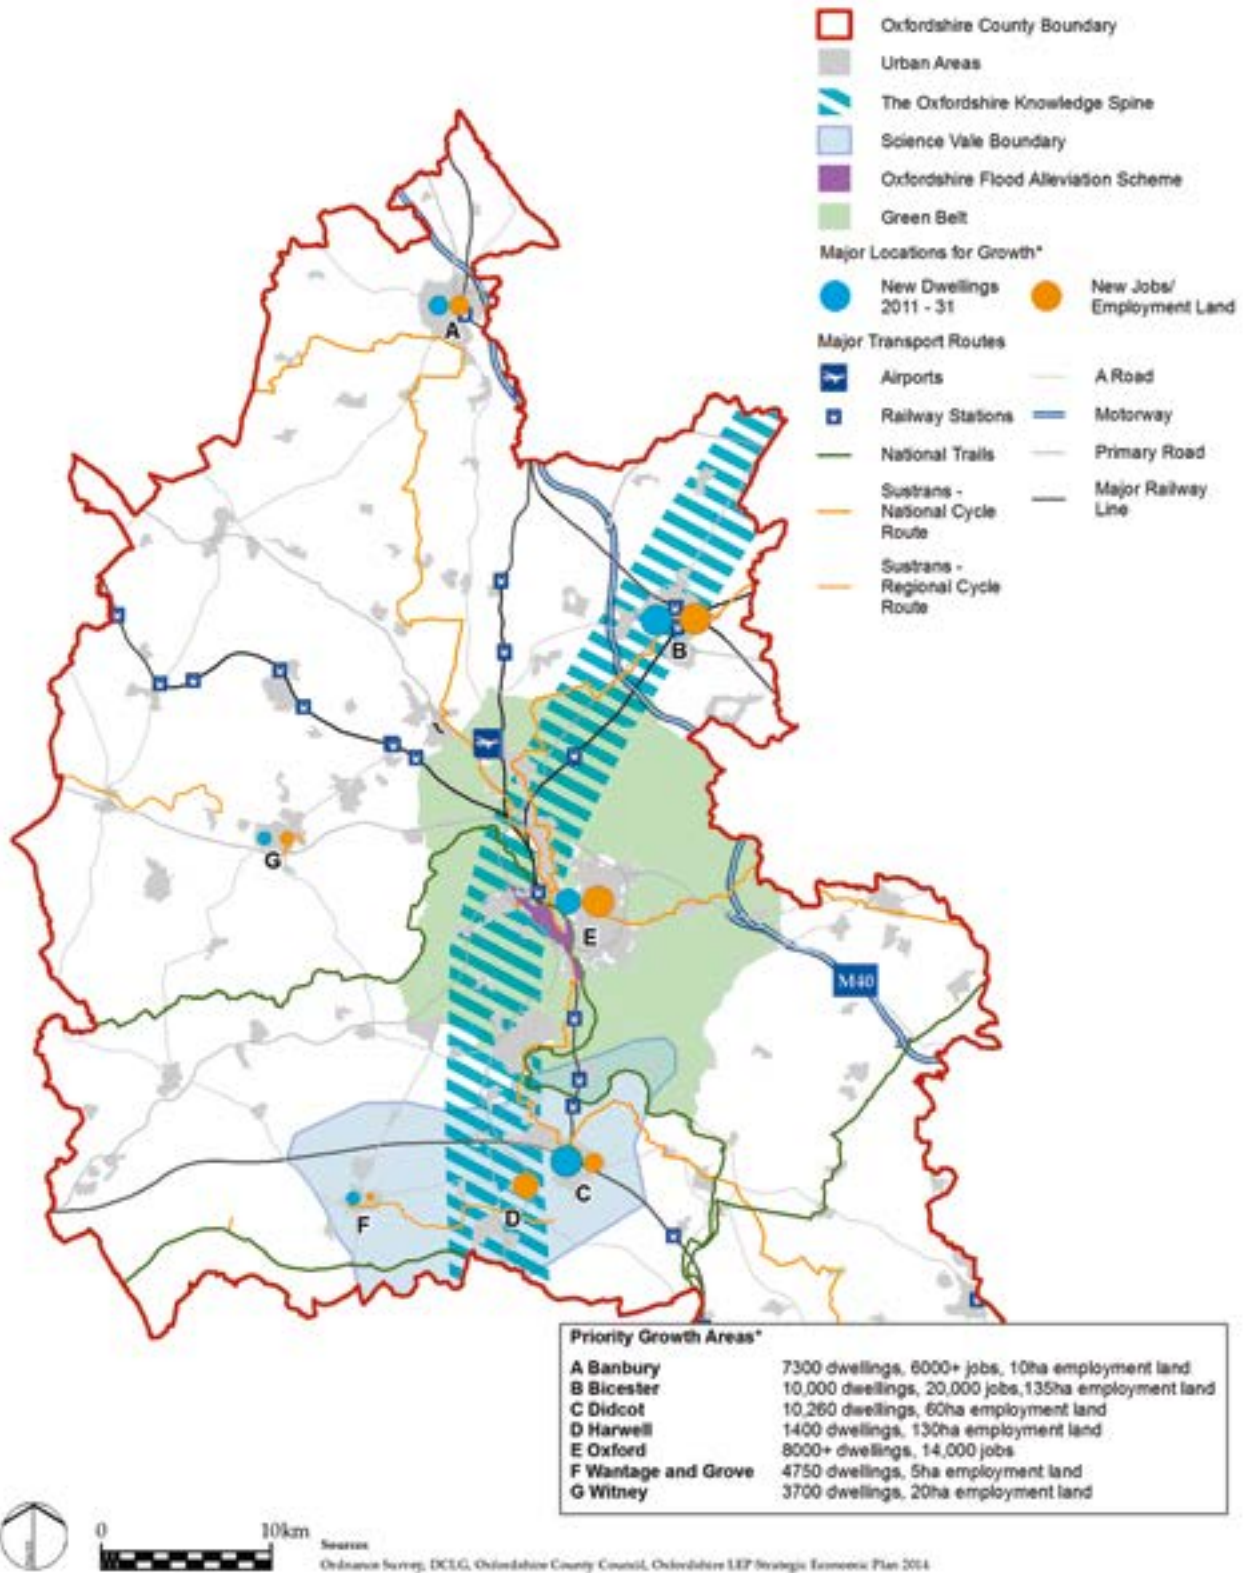 Oxfordshire County Boundary
Urban Areas
The Oxfordshire Knowledge Spine
Science Vale Boundary
Oxfordshire Flood Alleviation Scheme
Green Belt
Major Locations for Growth*
New Dwellings
2011 - 31
New Jobs/
Employment Land
Major Transport Routes
Airports
A Road
Railway Stations
Motorway
National Trails
Primary Road
Sustrans -
National Cycle
Route
Major Railway
Line
Sustrans -
Regional Cycle
Route
A
B
G
E
M40
C
D
F
Priority Growth Areas*
A Banbury 7300 dwellings, 6000+ jobs, 10ha employment land
B Bicester 10,000 dwellings, 20,000 jobs,135ha employment land
C Didcot 10,260 dwellings, 60ha employment land
D Harwell 1400 dwellings, 130ha employment land
E Oxford 8000+ dwellings, 14,000 jobs
F Wantage and Grove 4750 dwellings, 5ha employment land
G Witney 3700 dwellings, 20ha employment land
0 10km
Sources
Ordnance Survey, DCLG, Oxfordshire County Council, Oxfordshire LEP Strategic Economic Plan 2014